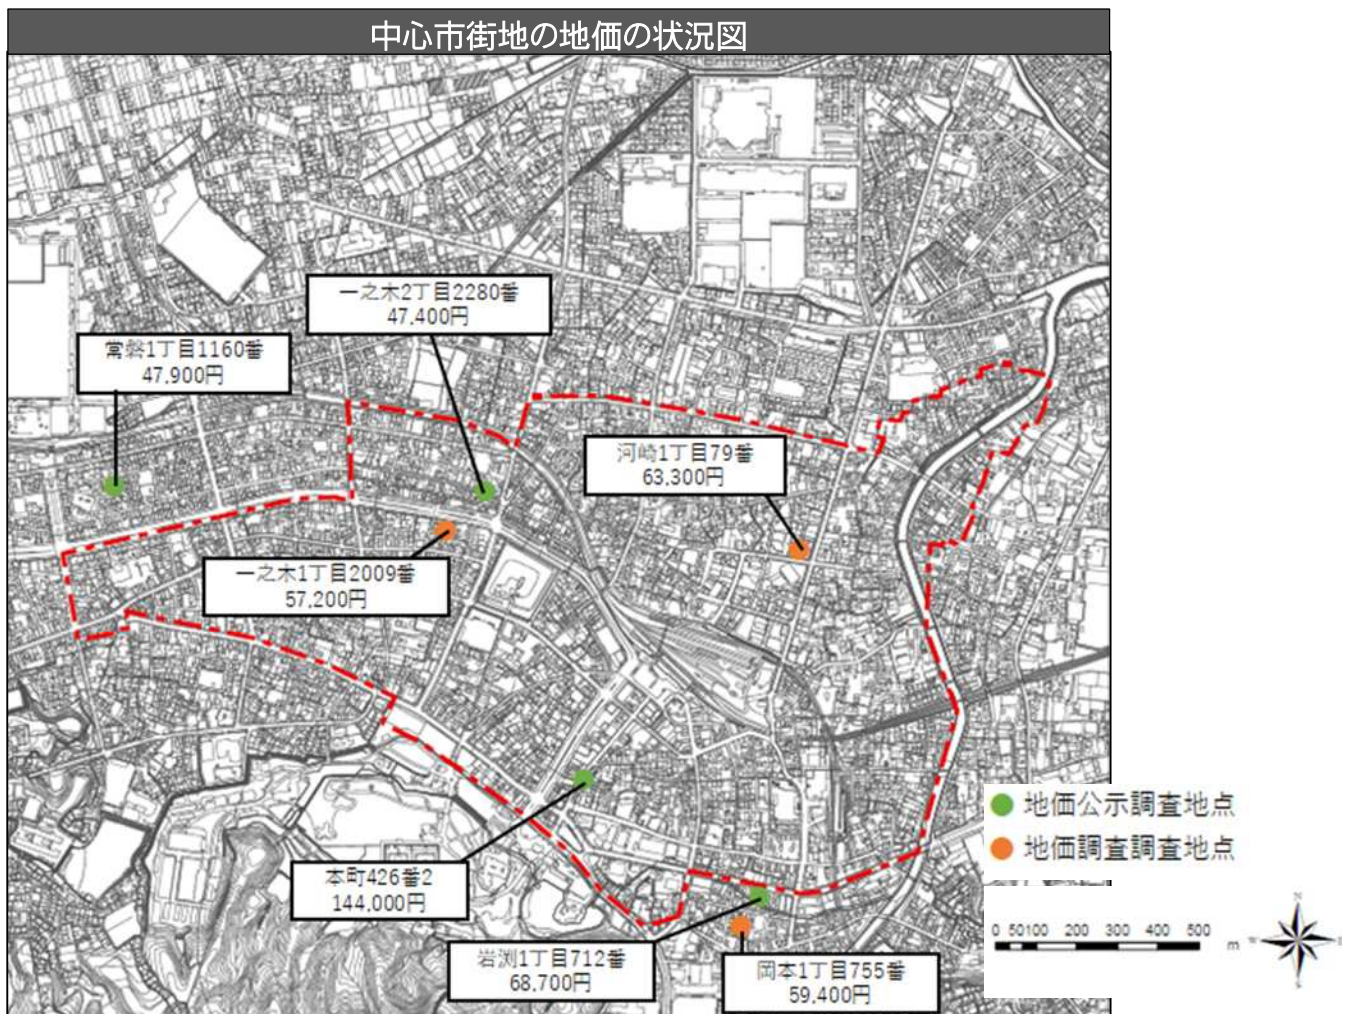 中心市街地の地価の状況図
一之木2丁目2280番
47,400円
常磐1丁目1160番
47,900円
河崎1丁目79番
63,300円
一之木1丁目2009番
57,200円
本町426番2
144,000円
岩渕1丁目712番
68,700円
岡本1丁目755番
59,400円
地価公示調査地点
地価調査調査地点
0 50100 200 300 400 500 m
N
S